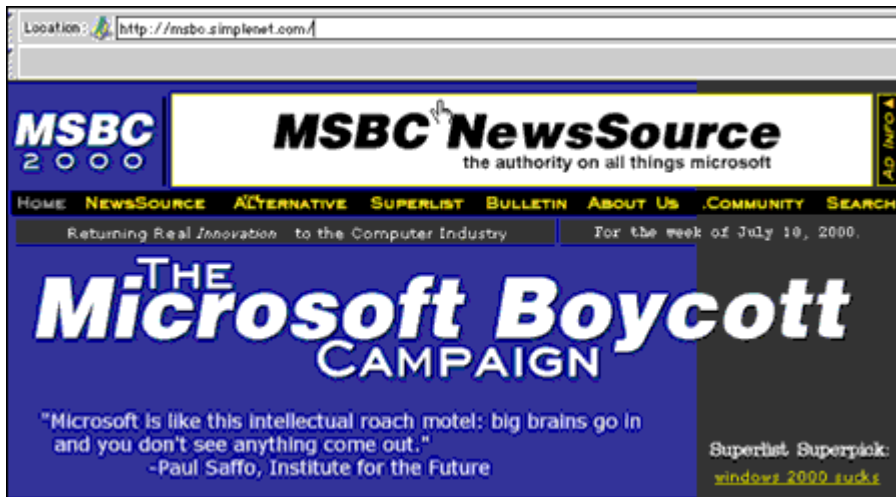 Location: http://msbc.simplenet.com/
MSBC
2000
MSBC NewsSource
the authority on all things microsoft
AD INFO
HOME NEWSSOURCE ALTERNATIVE SUPERLIST BULLETIN ABOUT US .COMMUNITY SEARCH
Returning Real Innovation to the Computer Industry
For the week of July 10, 2000.
THE
Microsoft Boycott
CAMPAIGN
"Microsoft is like this intellectual roach motel: big brains go in
and you don't see anything come out."
-Paul Saffo, Institute for the Future
Superlist Superpick:
windows 2000 sucks